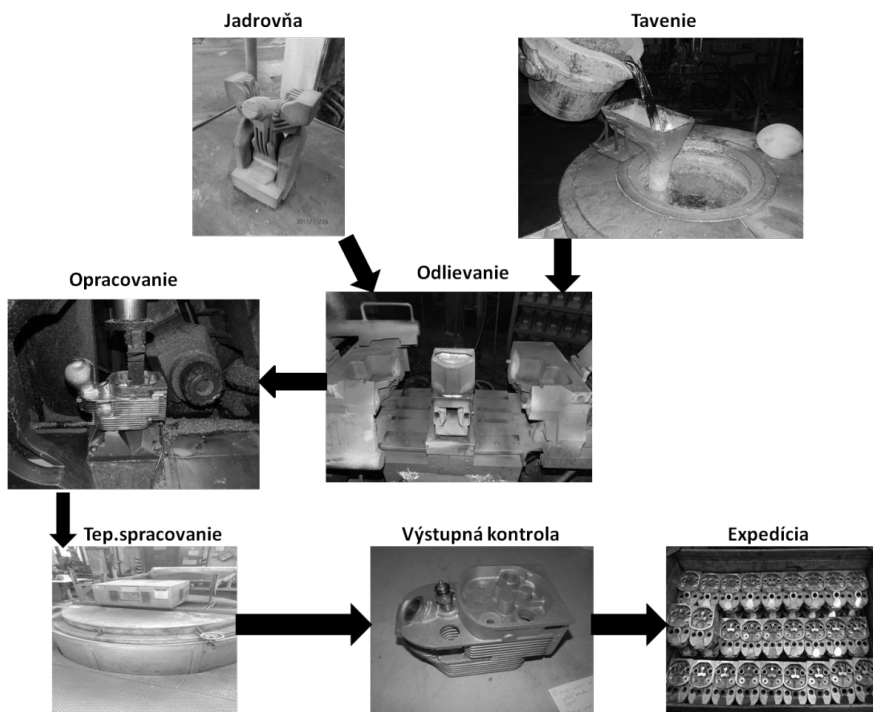 Jadrovňa
Tavenie
Opracovanie
Odlievanie
Tep.spracovanie
Výstupná kontrola
Expedícia